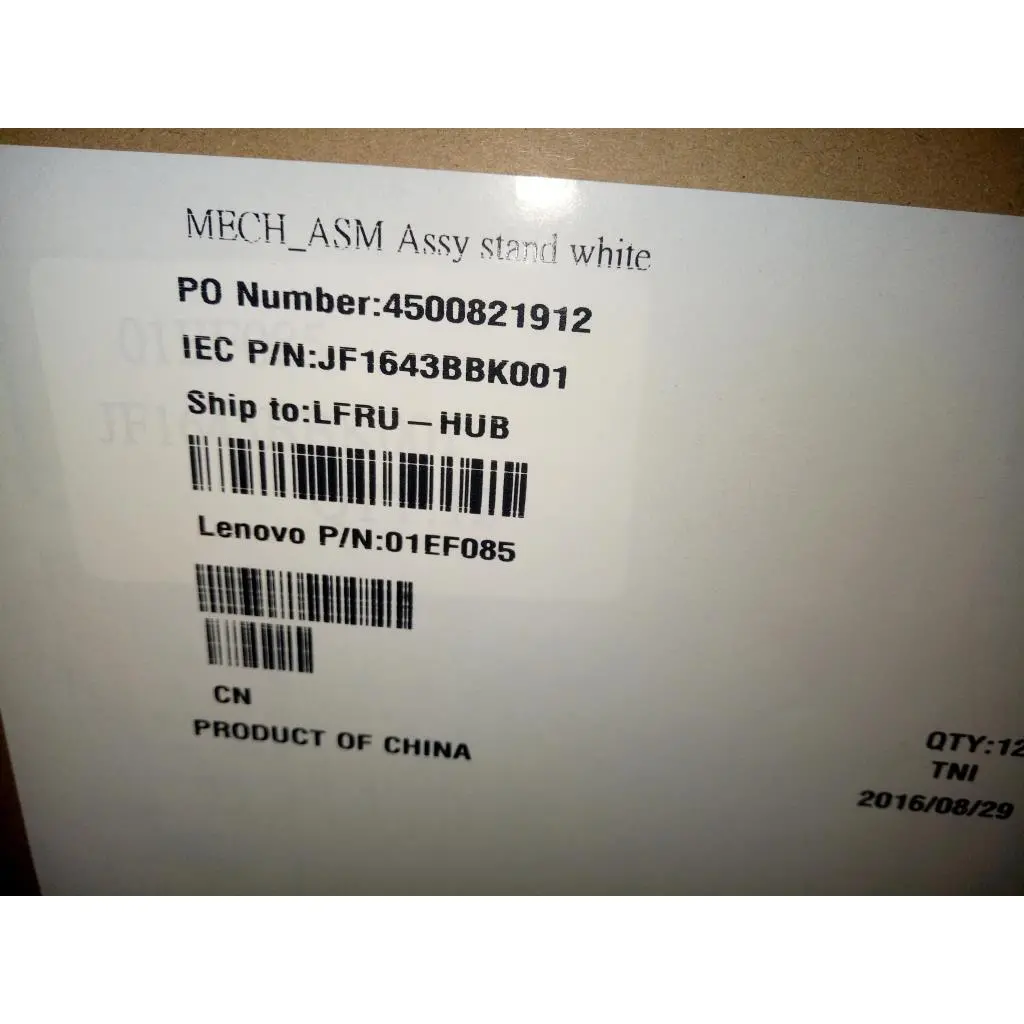 MECH_ASM Assy stand white
PO Number:4500821912
IEC P/N:JF1643BBK001
Ship to:LFRU-HUB
Lenovo P/N:01EF085
CN
PRODUCT OF CHINA
QTY:12
TNI
2016/08/29